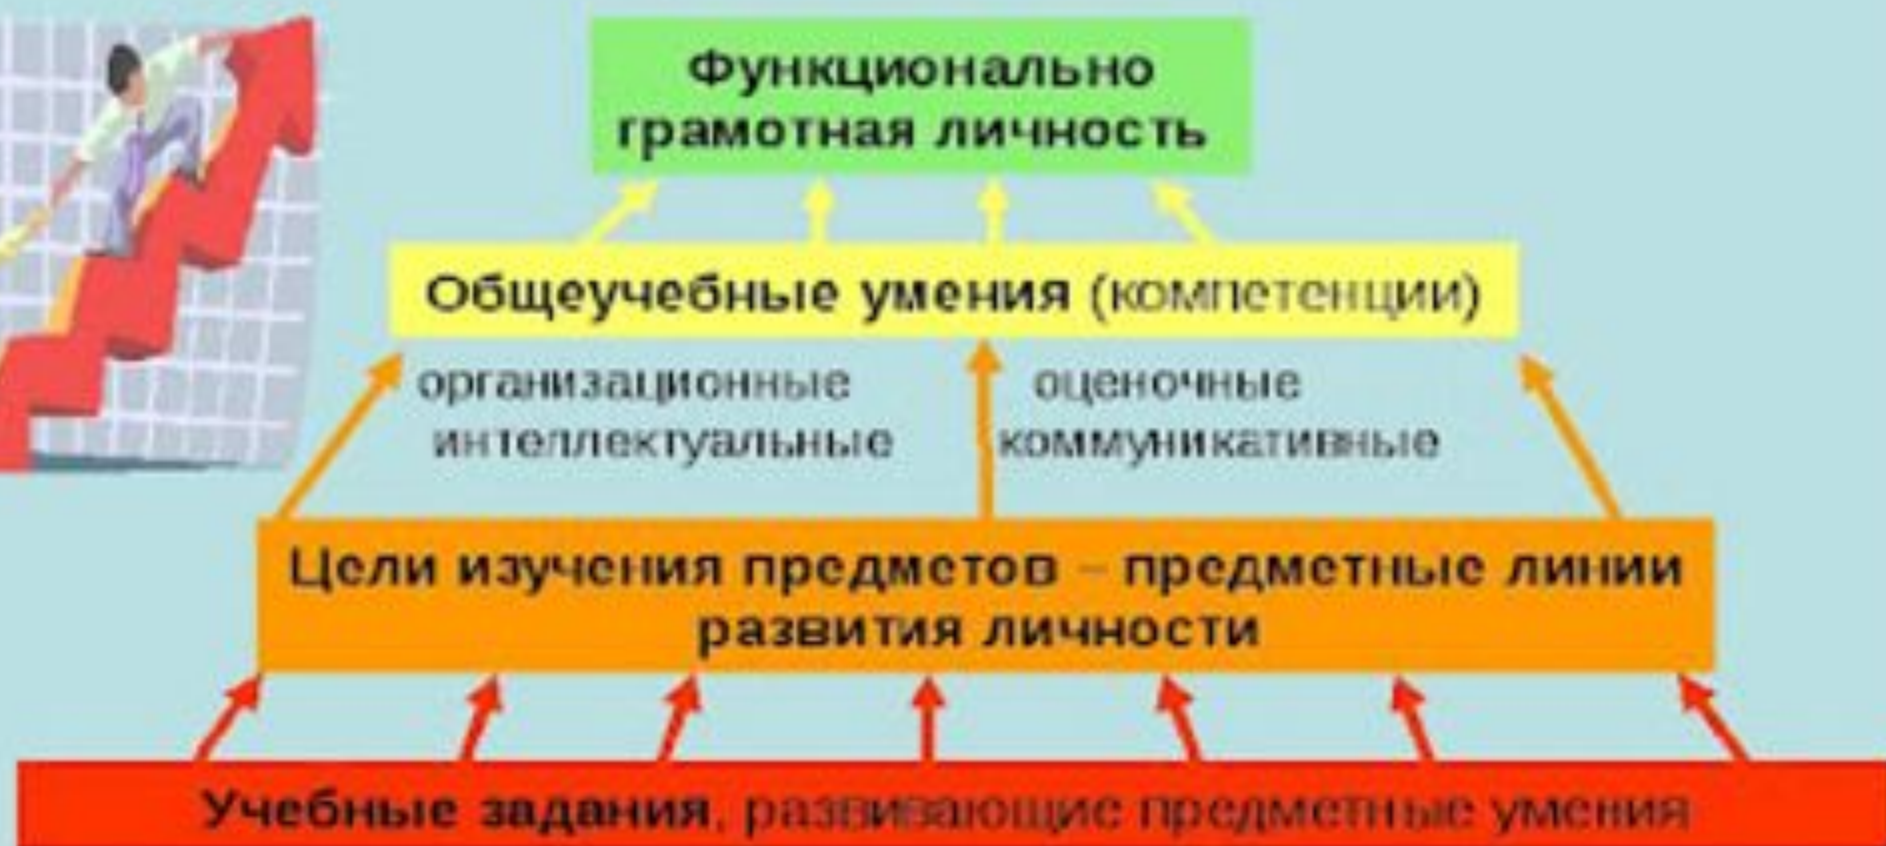 Функционально
грамотная личность
Общеучебные умения (компетенции)
организационные оценочные
интеллектуальные коммуникативные
Цели изучения предметов – предметные линии
развития личности
Учебные задания, развивающие предметные умения